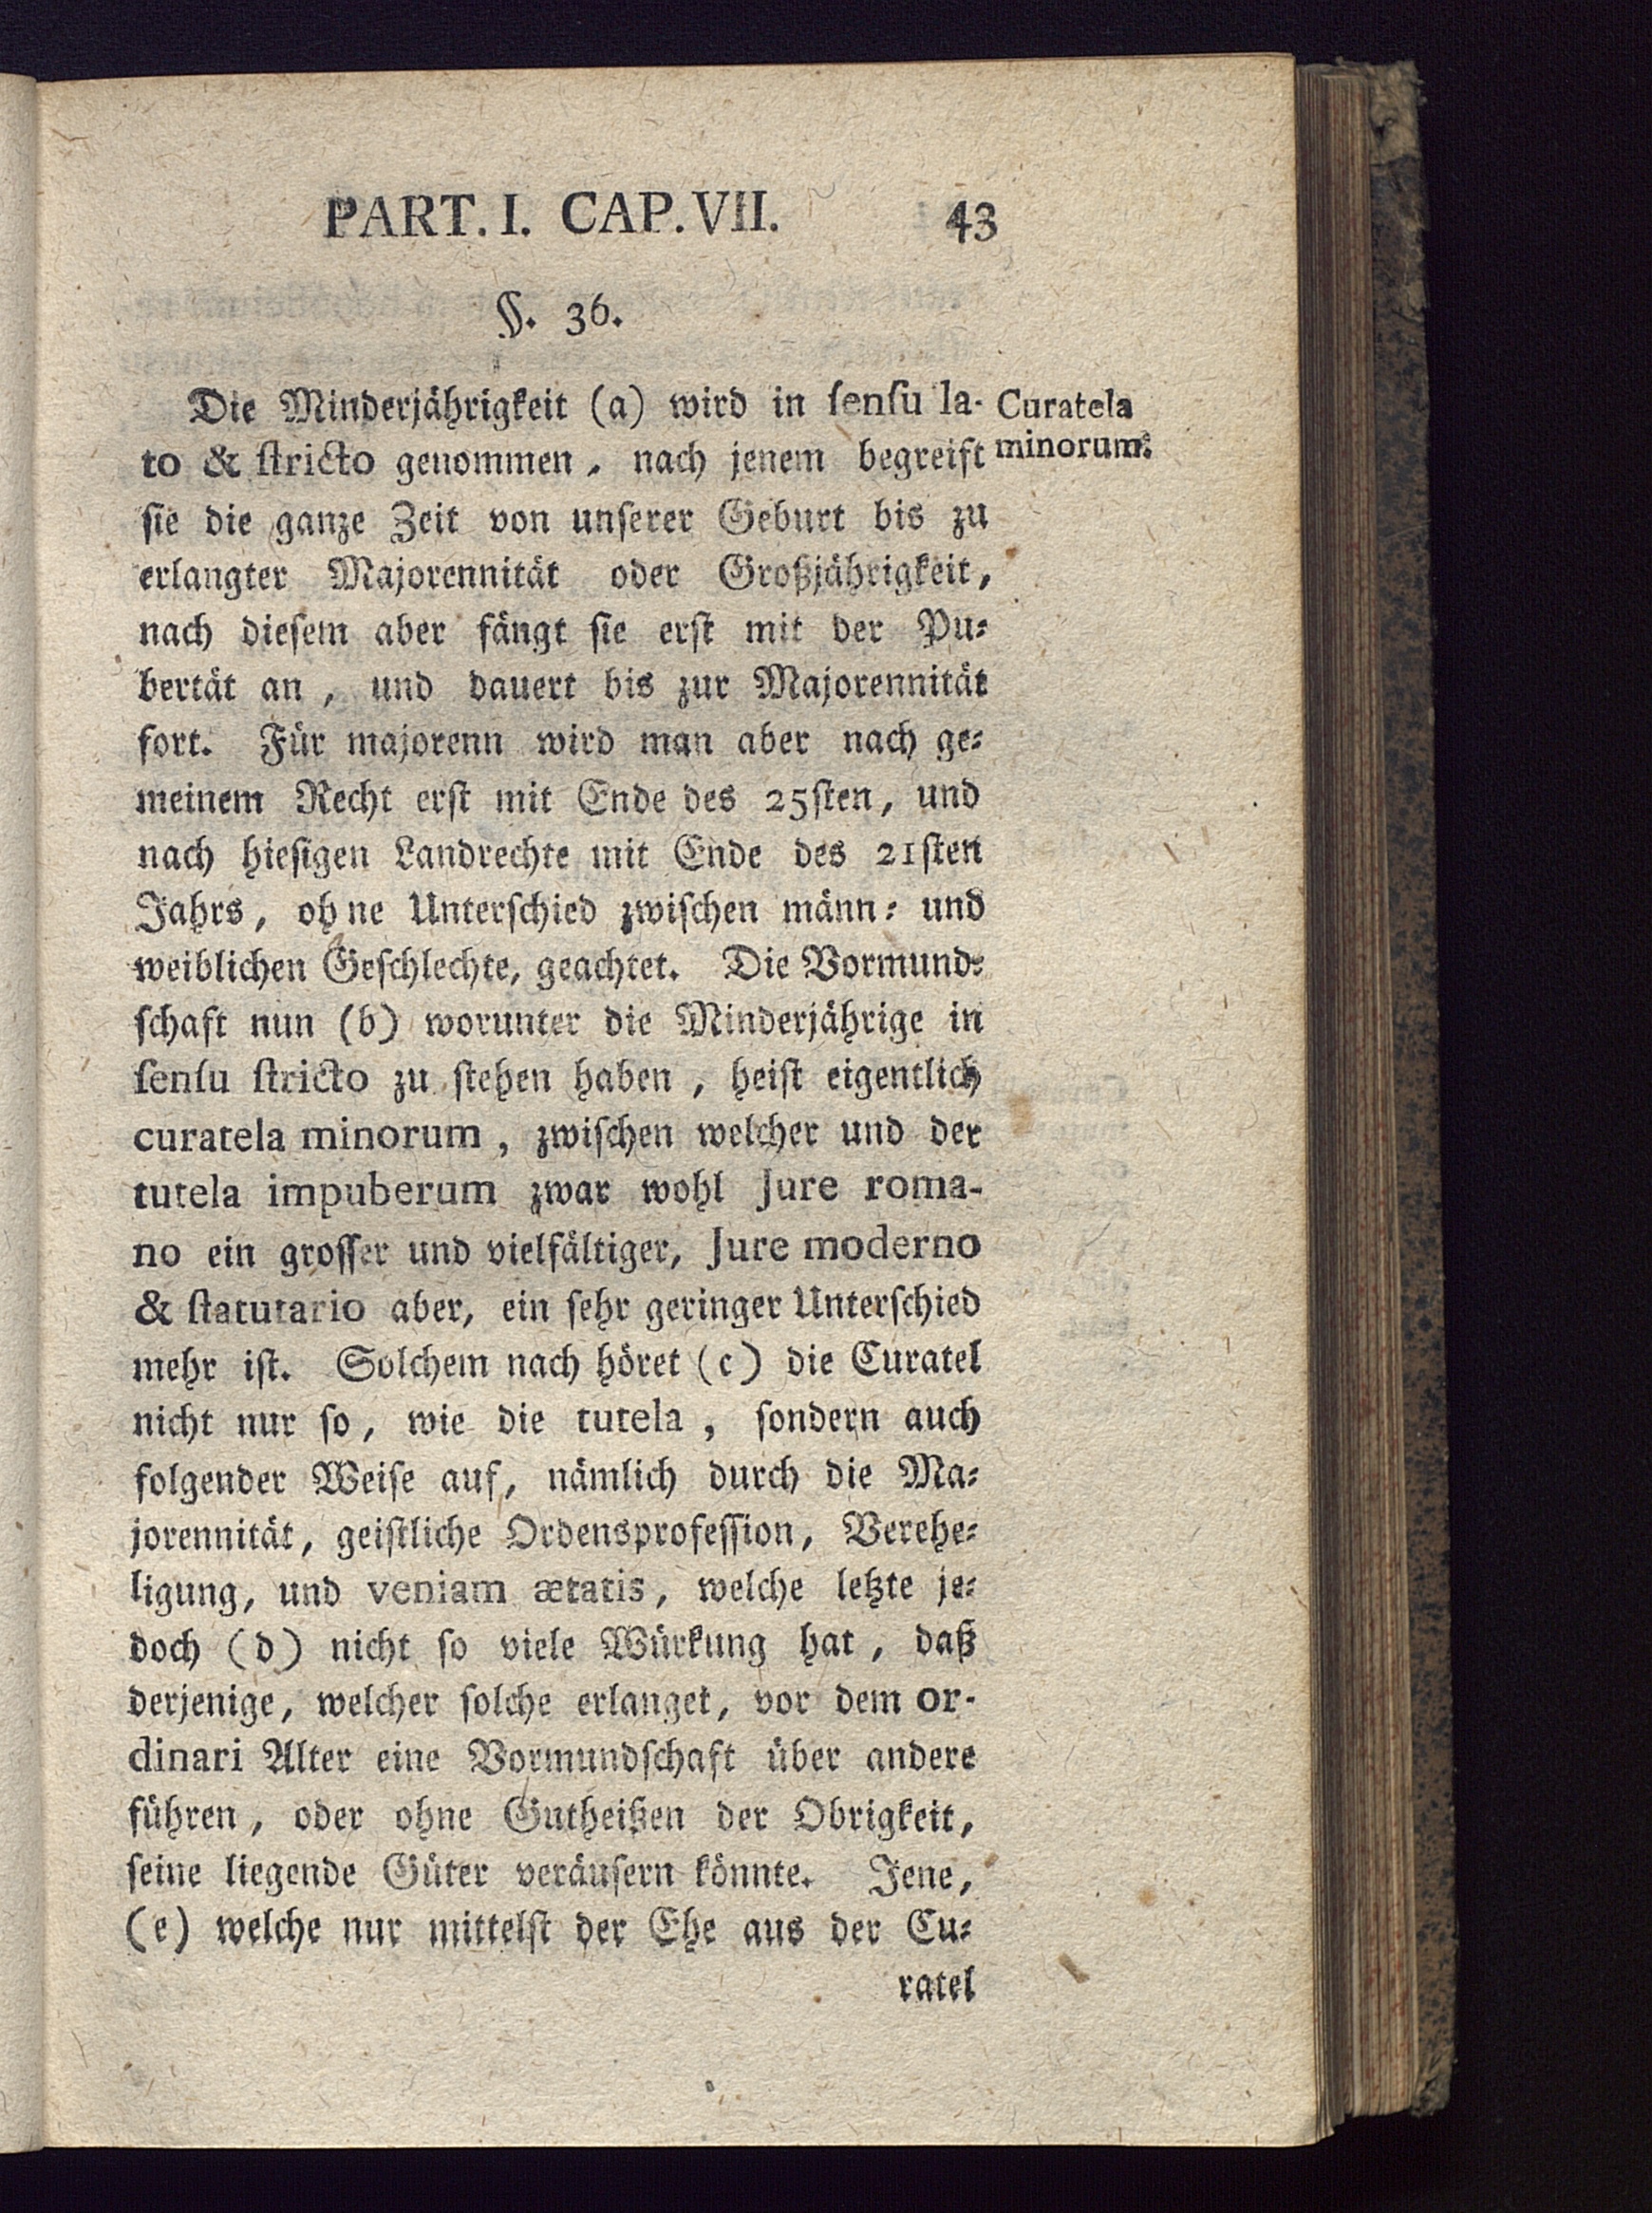 PART. I. CAP. VII. 43
§. 36.
Die Minderjährigkeit (a) wird in ſenſu la-
to & ſtricto genommen, nach jenem begreift
Curatela
minorum.
ſie die ganze Zeit von unſerer Geburt bis zu
erlangter Majorennität oder Großjährigkeit,
nach dieſem aber fängt ſie erſt mit der Pu-
bertät an, und dauert bis zur Majorennität
fort. Für majorenn wird man aber nach ge-
meinem Recht erſt mit Ende des 25ſten, und
nach hieſigen Landrechte mit Ende des 21ſten
Jahrs, ohne Unterſchied zwiſchen männ- und
weiblichen Geſchlechte, geachtet. Die Vormund-
ſchaft nun (b) worunter die Minderjährige in
ſenſu ſtricto zu ſtehen haben, heiſt eigentlich
curatela minorum, zwiſchen welcher und der
tutela impuberum zwar wohl Jure roma-
no ein groſſer und vielfältiger, Jure moderno
& ſtatutario aber, ein ſehr geringer Unterſchied
mehr iſt. Solchem nach höret (c) die Curatel
nicht nur ſo, wie die tutela, ſondern auch
folgender Weiſe auf, nämlich durch die Ma-
jorennität, geiſtliche Ordensprofeſſion, Verehe-
ligung, und veniam ætatis, welche letzte je-
doch (d) nicht ſo viele Würkung hat, daß
derjenige, welcher ſolche erlanget, vor dem or-
dinari Alter eine Vormundſchaft über andere
führen, oder ohne Gutheißen der Obrigkeit,
ſeine liegende Güter veräuſern könnte. Jene,
(e) welche nur mittelſt der Ehe aus der Cu-
ratel